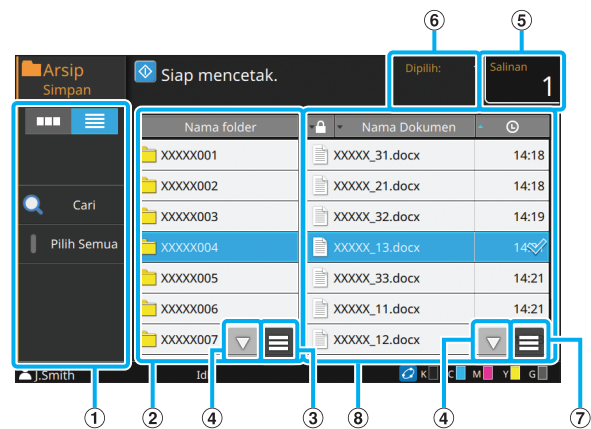 ⑥ ⑤
Arsip
Simpan
Siap mencetak.
Dipilih:
Salinan
1
Nama folder
Nama Dokumen
XXXXX001
XXXXX_31.docx 14:18
XXXXX002
XXXXX_21.docx 14:18
Cari
XXXXX003
XXXXX_32.docx 14:19
Pilih Semua
XXXXX004
XXXXX_13.docx
XXXXX005
XXXXX_33.docx 14:21
XXXXX006
XXXXX_11.docx 14:21
XXXXX007
XXXXX_12.docx
J.Smith
K C M Y G
① ② ④ ③ ⑧ ④ ⑦